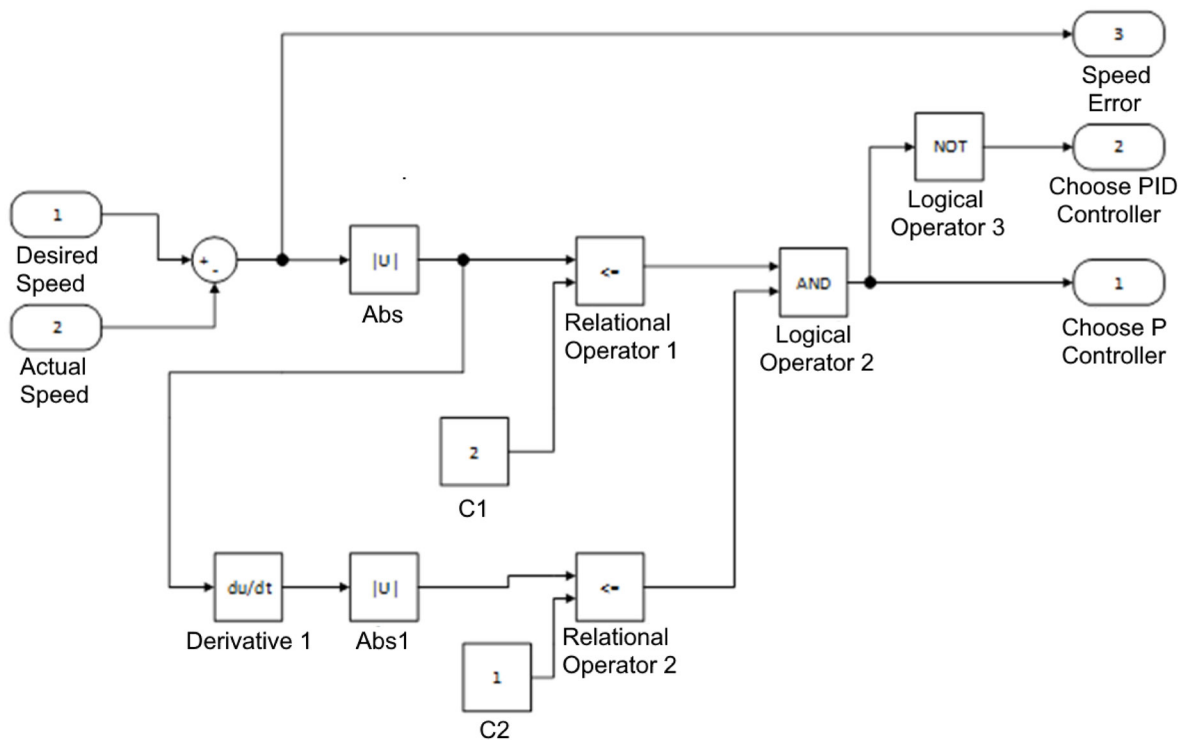 3
Speed
Error
NOT
2
Logical
Operator 3
Choose PID
Controller
1
Desired
Speed
+
-
|U|
Abs
<=
Relational
Operator 1
AND
Logical
Operator 2
1
Choose P
Controller
2
Actual
Speed
2
C1
du/dt
Derivative 1
|U|
Abs1
<=
Relational
Operator 2
1
C2